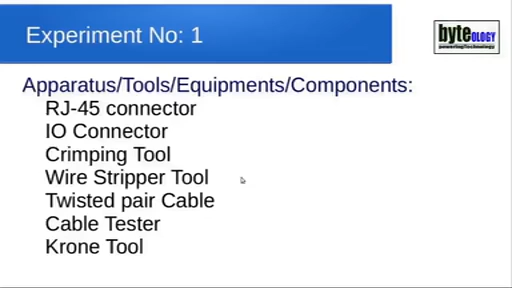 Experiment No: 1
byteOLOGY
poweringTechnology
Apparatus/Tools/Equipments/Components:
RJ-45 connector
IO Connector
Crimping Tool
Wire Stripper Tool
Twisted pair Cable
Cable Tester
Krone Tool